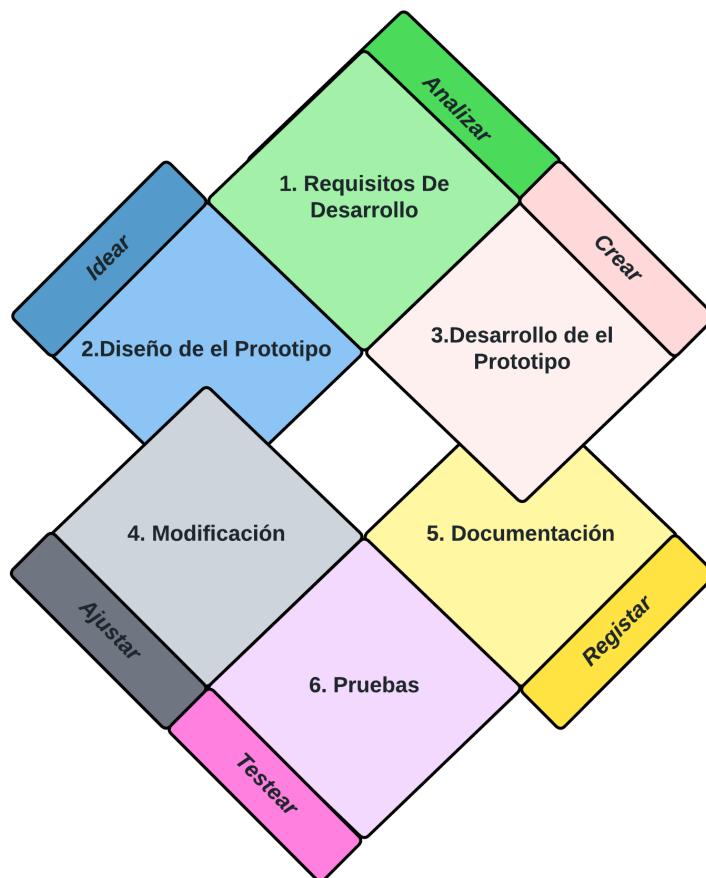 Analizar
1. Requisitos De
Desarrollo
Idear
Crear
2.Diseño de el Prototipo
3.Desarrollo de el
Prototipo
4. Modificación
5. Documentación
Ajustar
Registar
6. Pruebas
Testear